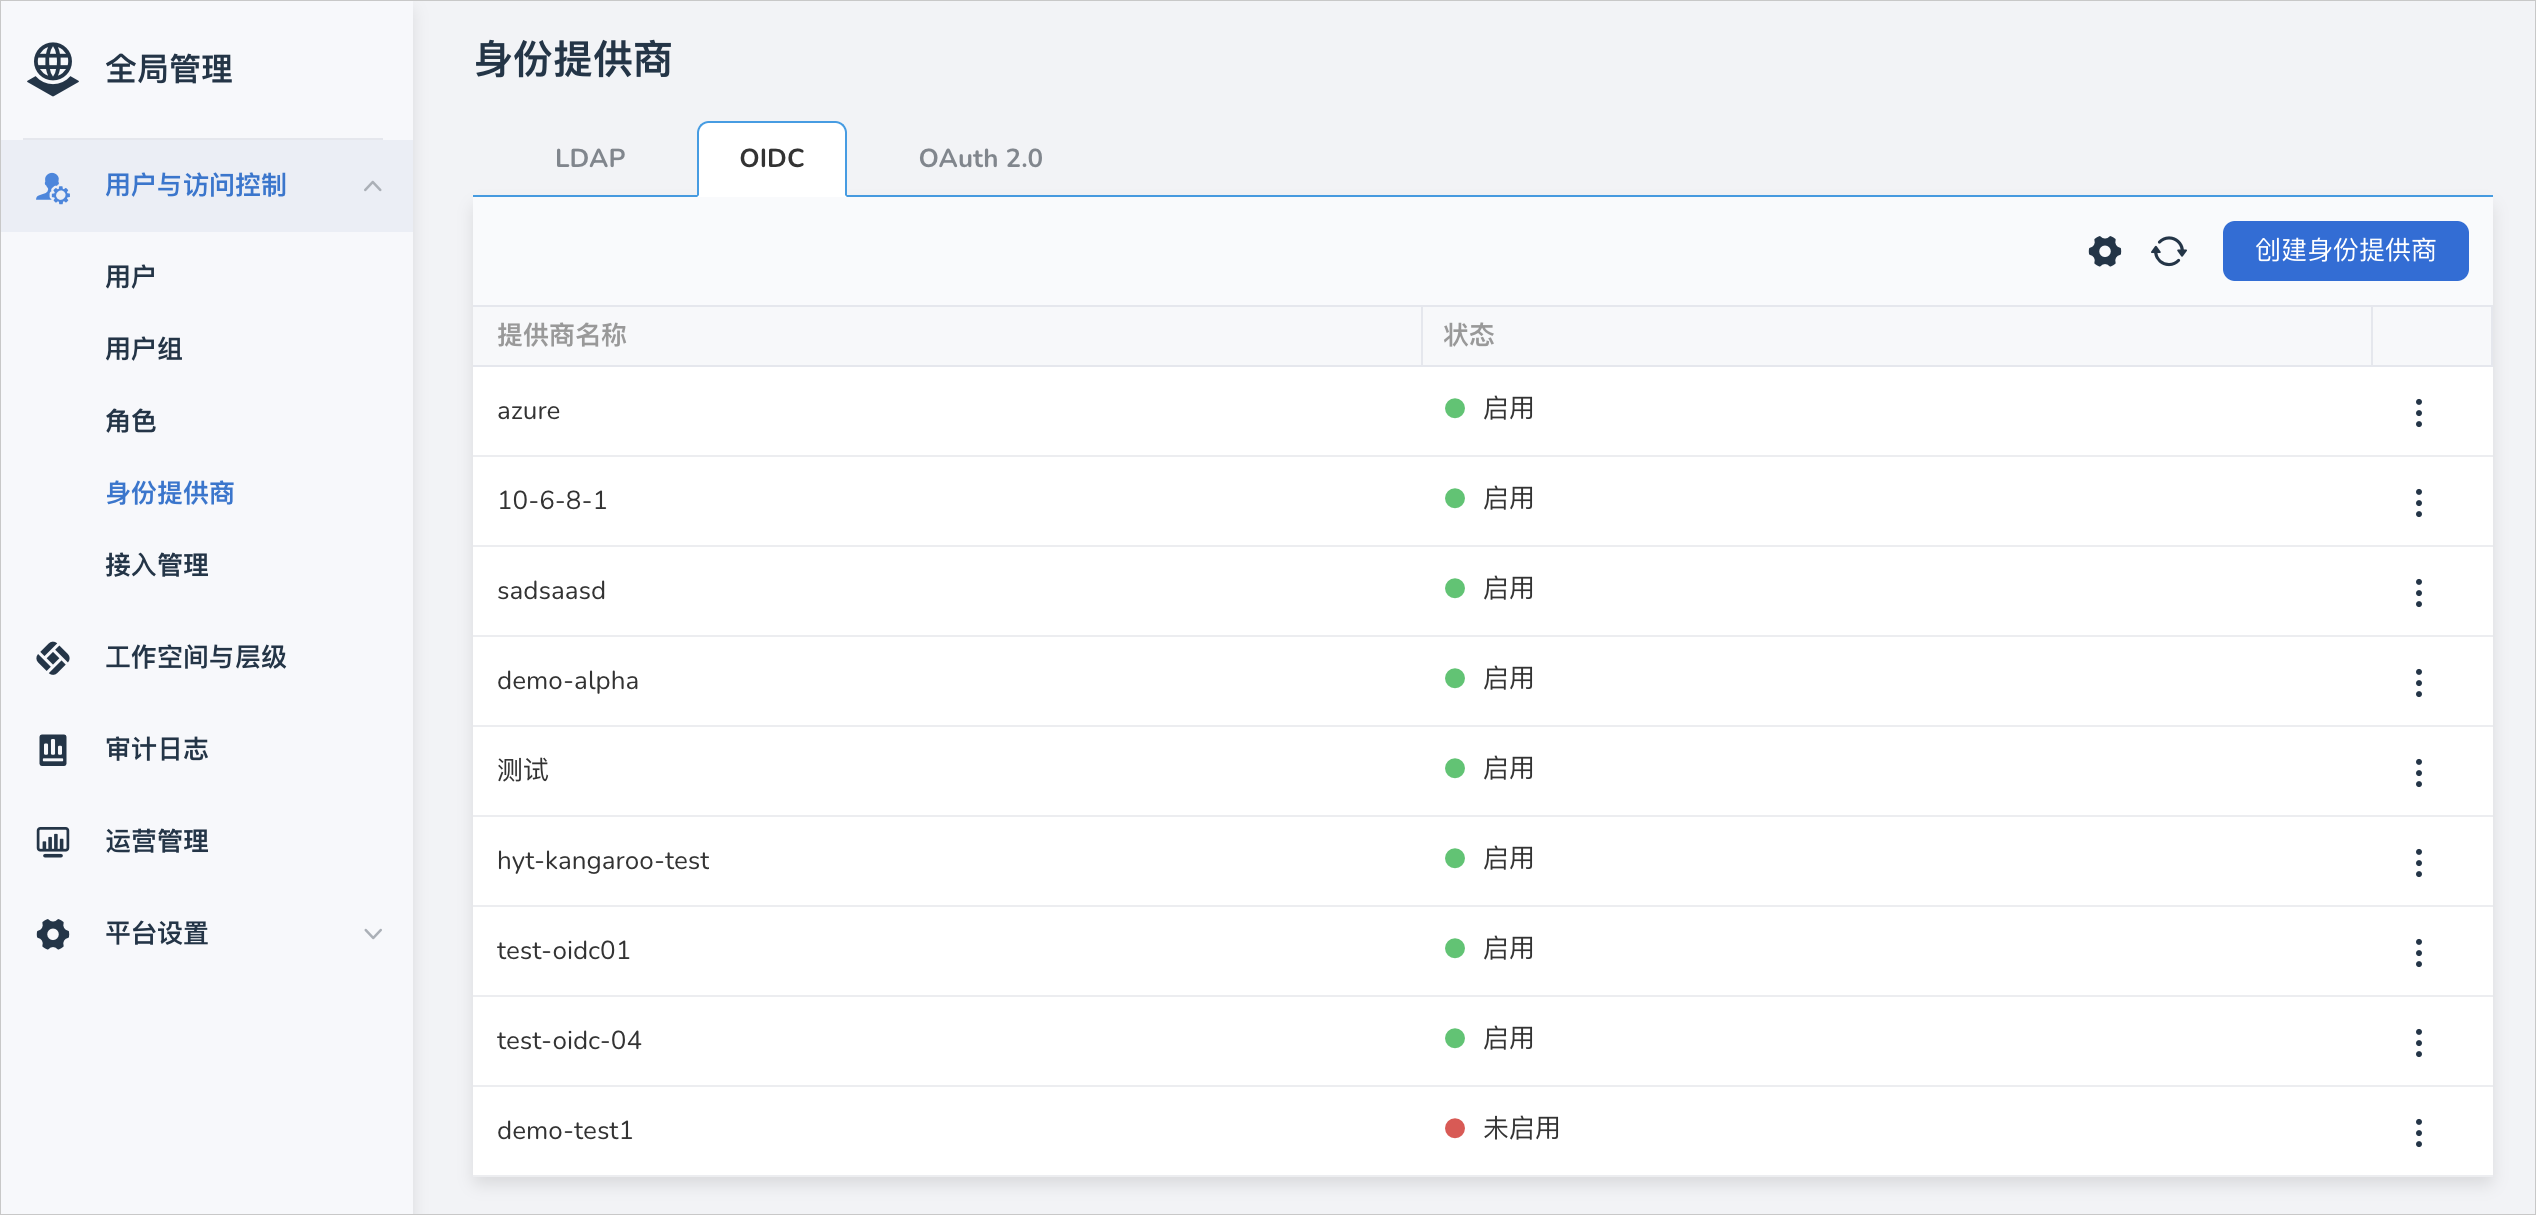 全局管理
用户与访问控制
用户
用户组
角色
身份提供商
接入管理
工作空间与层级
审计日志
运营管理
平台设置
身份提供商
LDAP OIDC OAuth 2.0
创建身份提供商
提供商名称 状态
azure 启用
10-6-8-1 启用
sadsaasd 启用
demo-alpha 启用
测试 启用
hyt-kangaroo-test 启用
test-oidc01 启用
test-oidc-04 启用
demo-test1 未启用